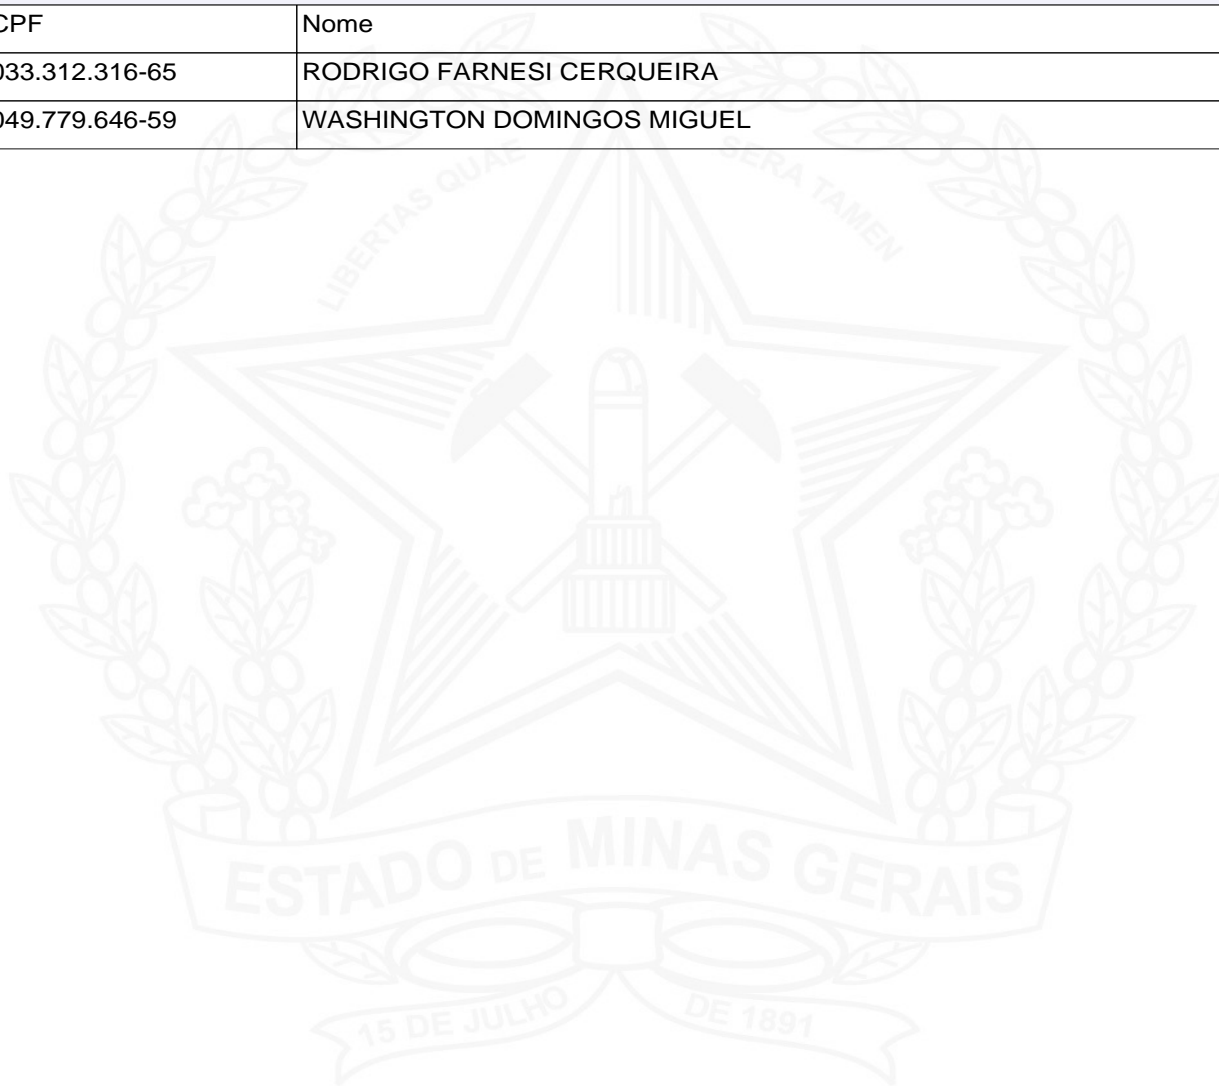 CPF Nome
033.312.316-65 RODRIGO FARNESI CERQUEIRA
049.779.646-59 WASHINGTON DOMINGOS MIGUEL
LIBERTAS QUAE SERA TAMEN
ESTADO DE MINAS GERAIS
15 DE JULHO DE 1891